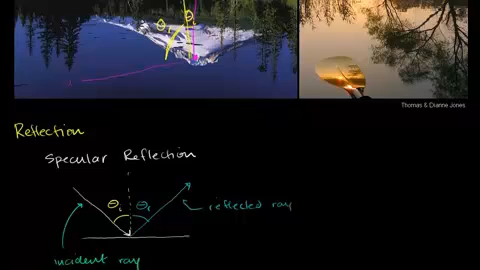 Thomas & Dianne Jones
Reflection
Specular Reflection
θi θr
reflected ray
incident ray